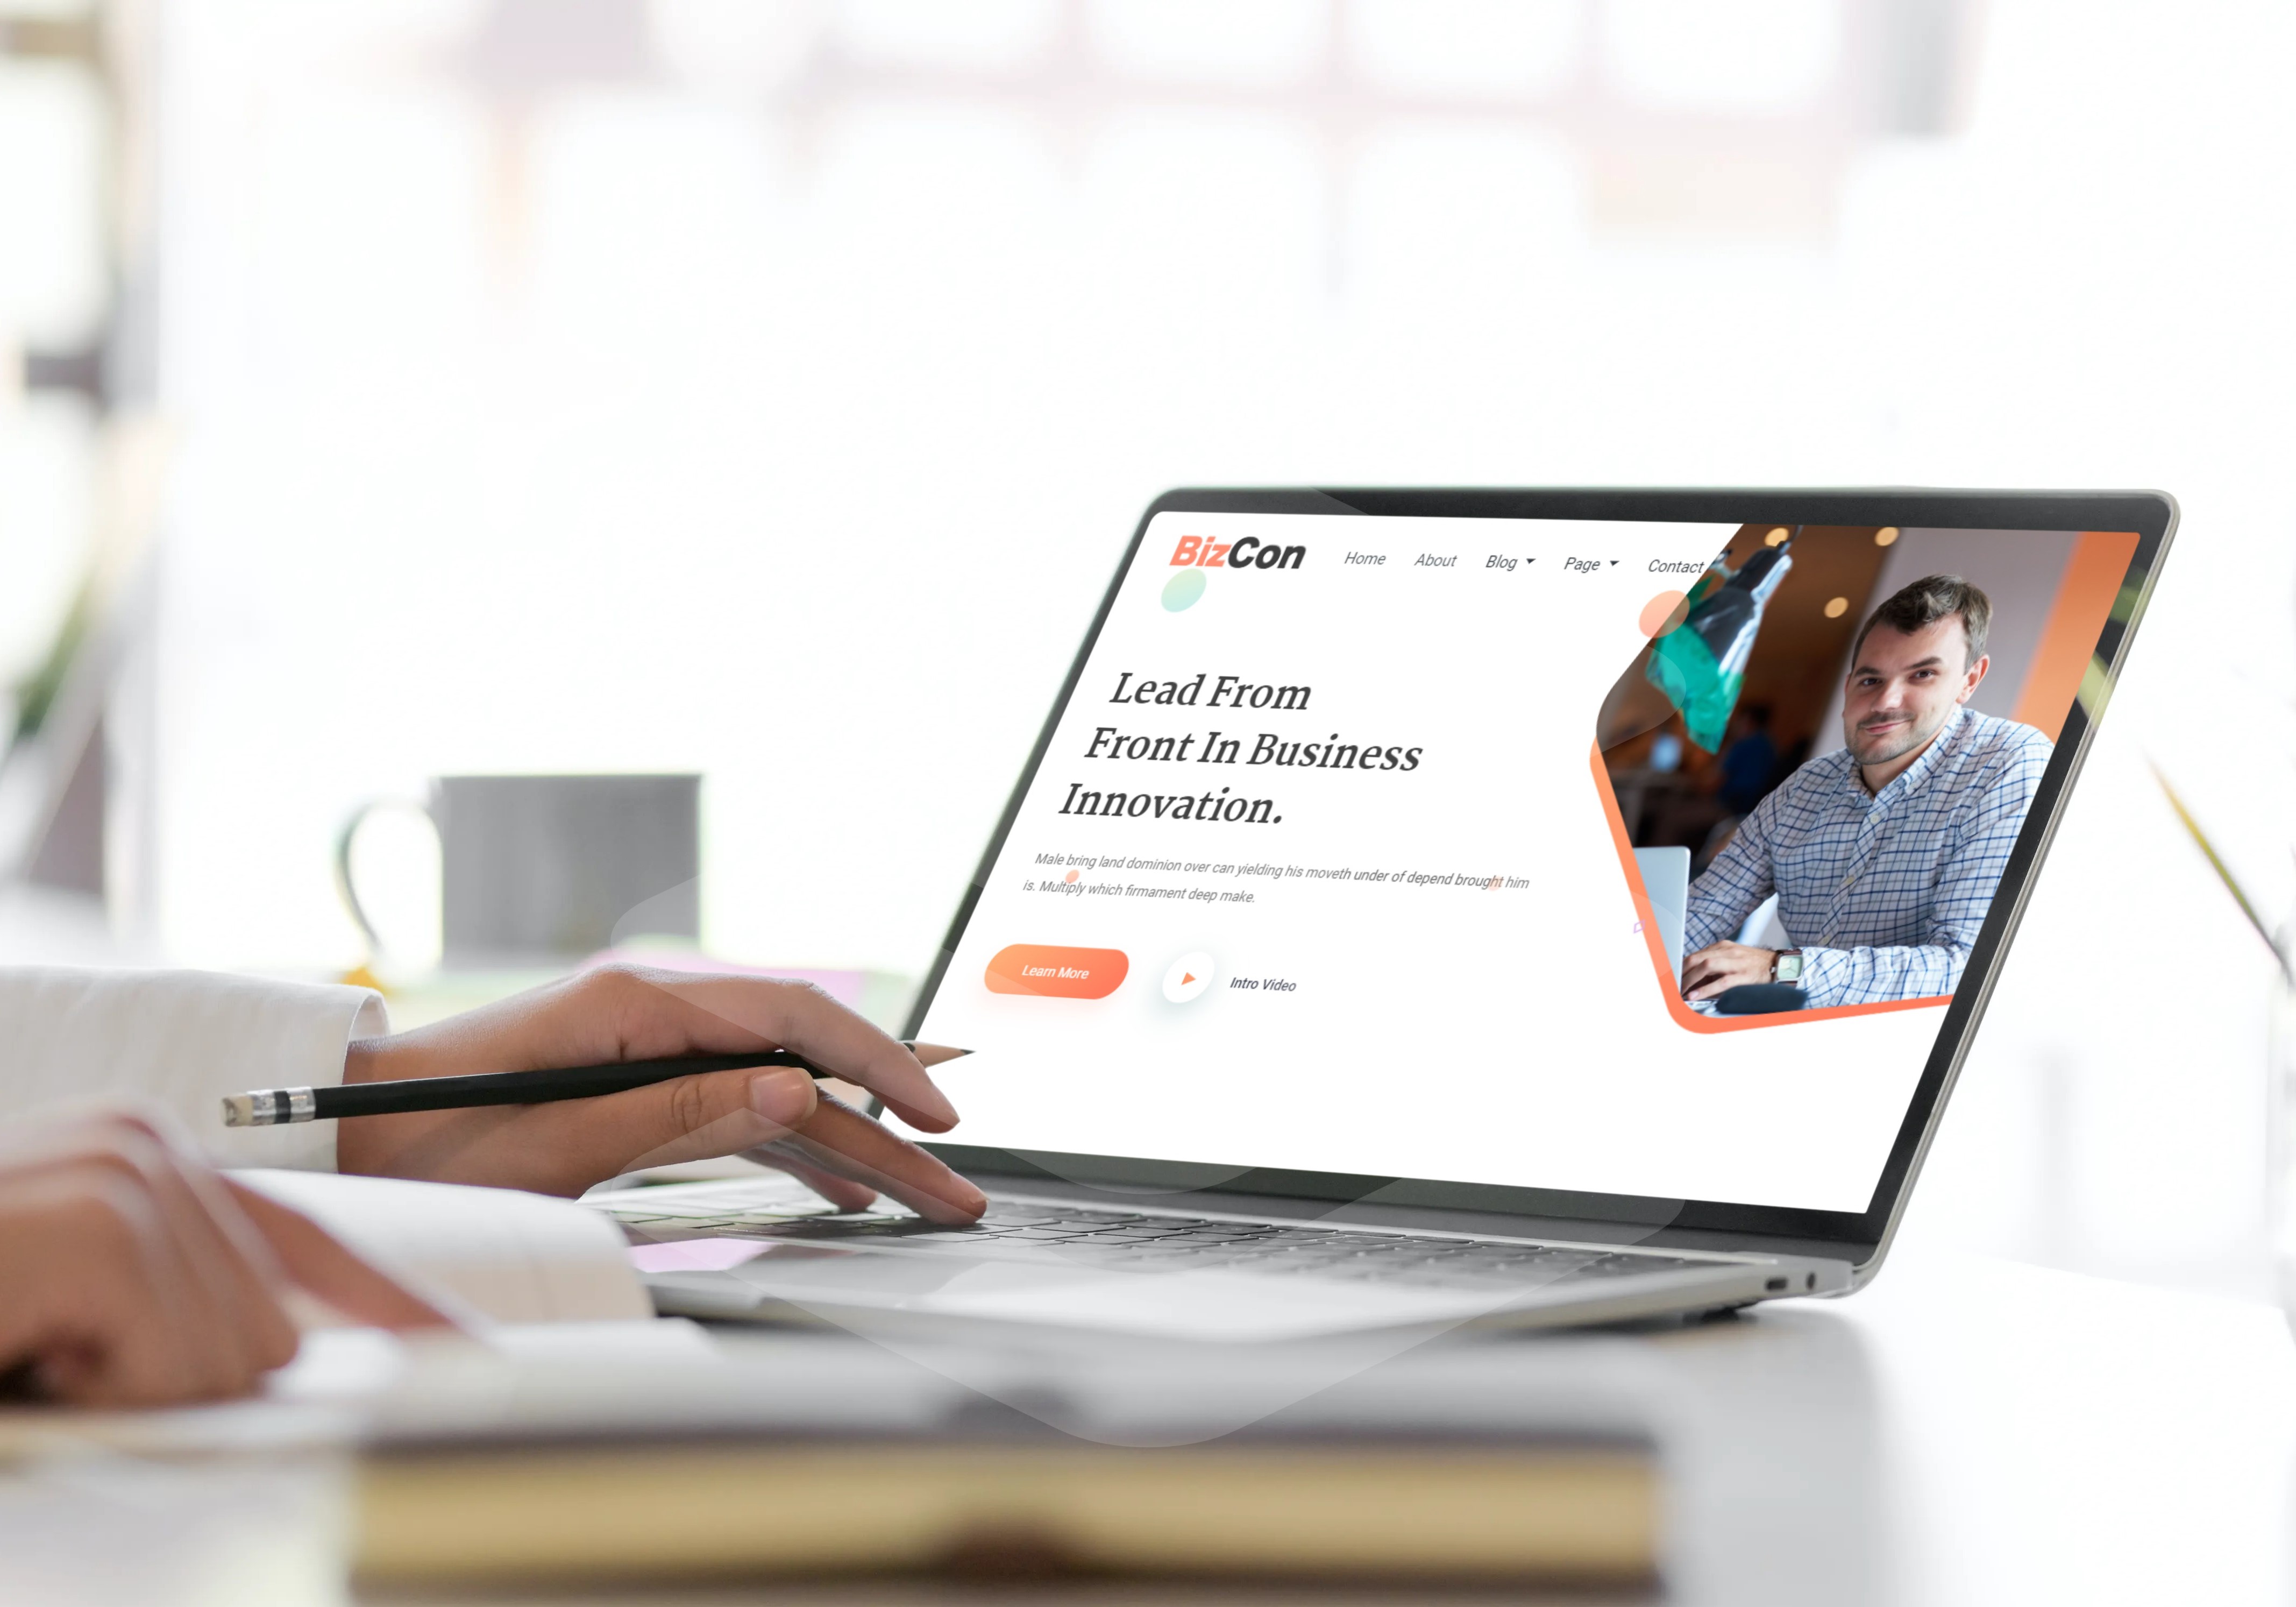 BizCon Home About Blog Page Contact
Lead From
Front In Business
Innovation.
Male bring land dominion over can yielding his moveth under of depend brought him
is. Multiply which firmament deep make.
Learn More Intro Video